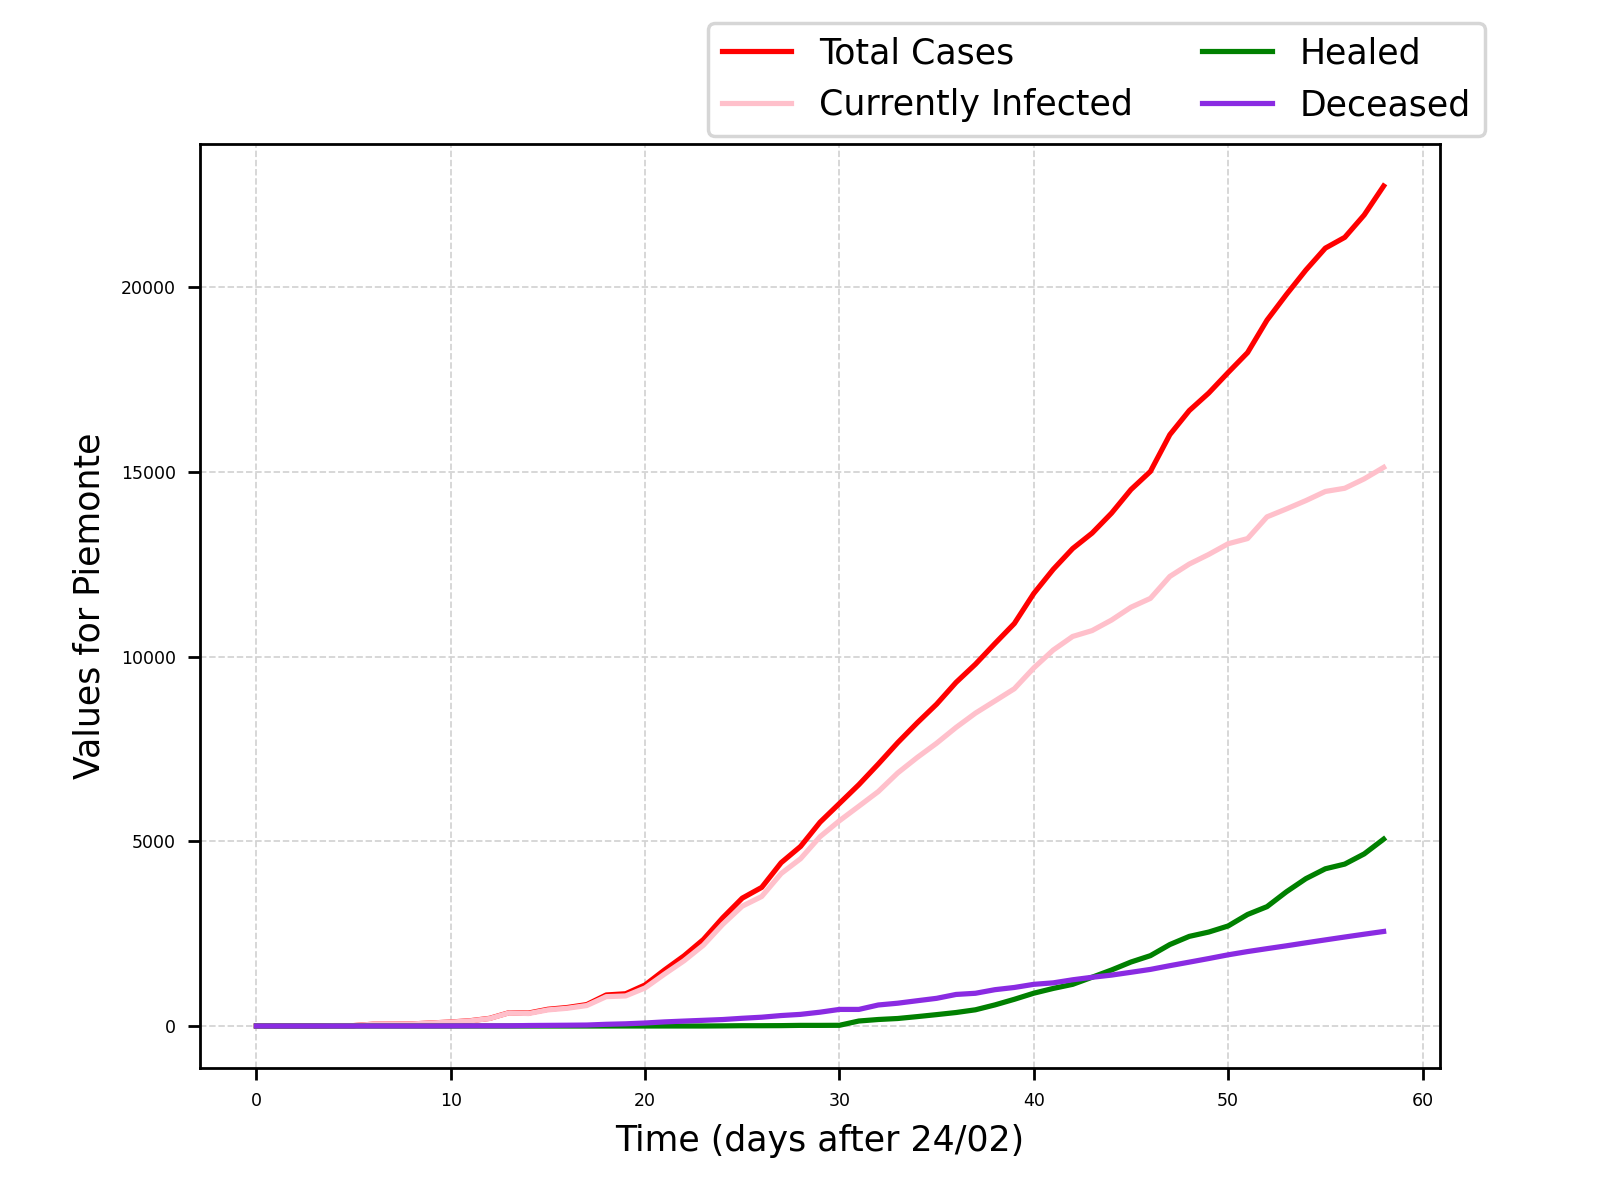 Total Cases
Currently Infected
Healed
Deceased
Values for Piemonte
20000
15000
10000
5000
0
0 10 20 30 40 50 60
Time (days after 24/02)